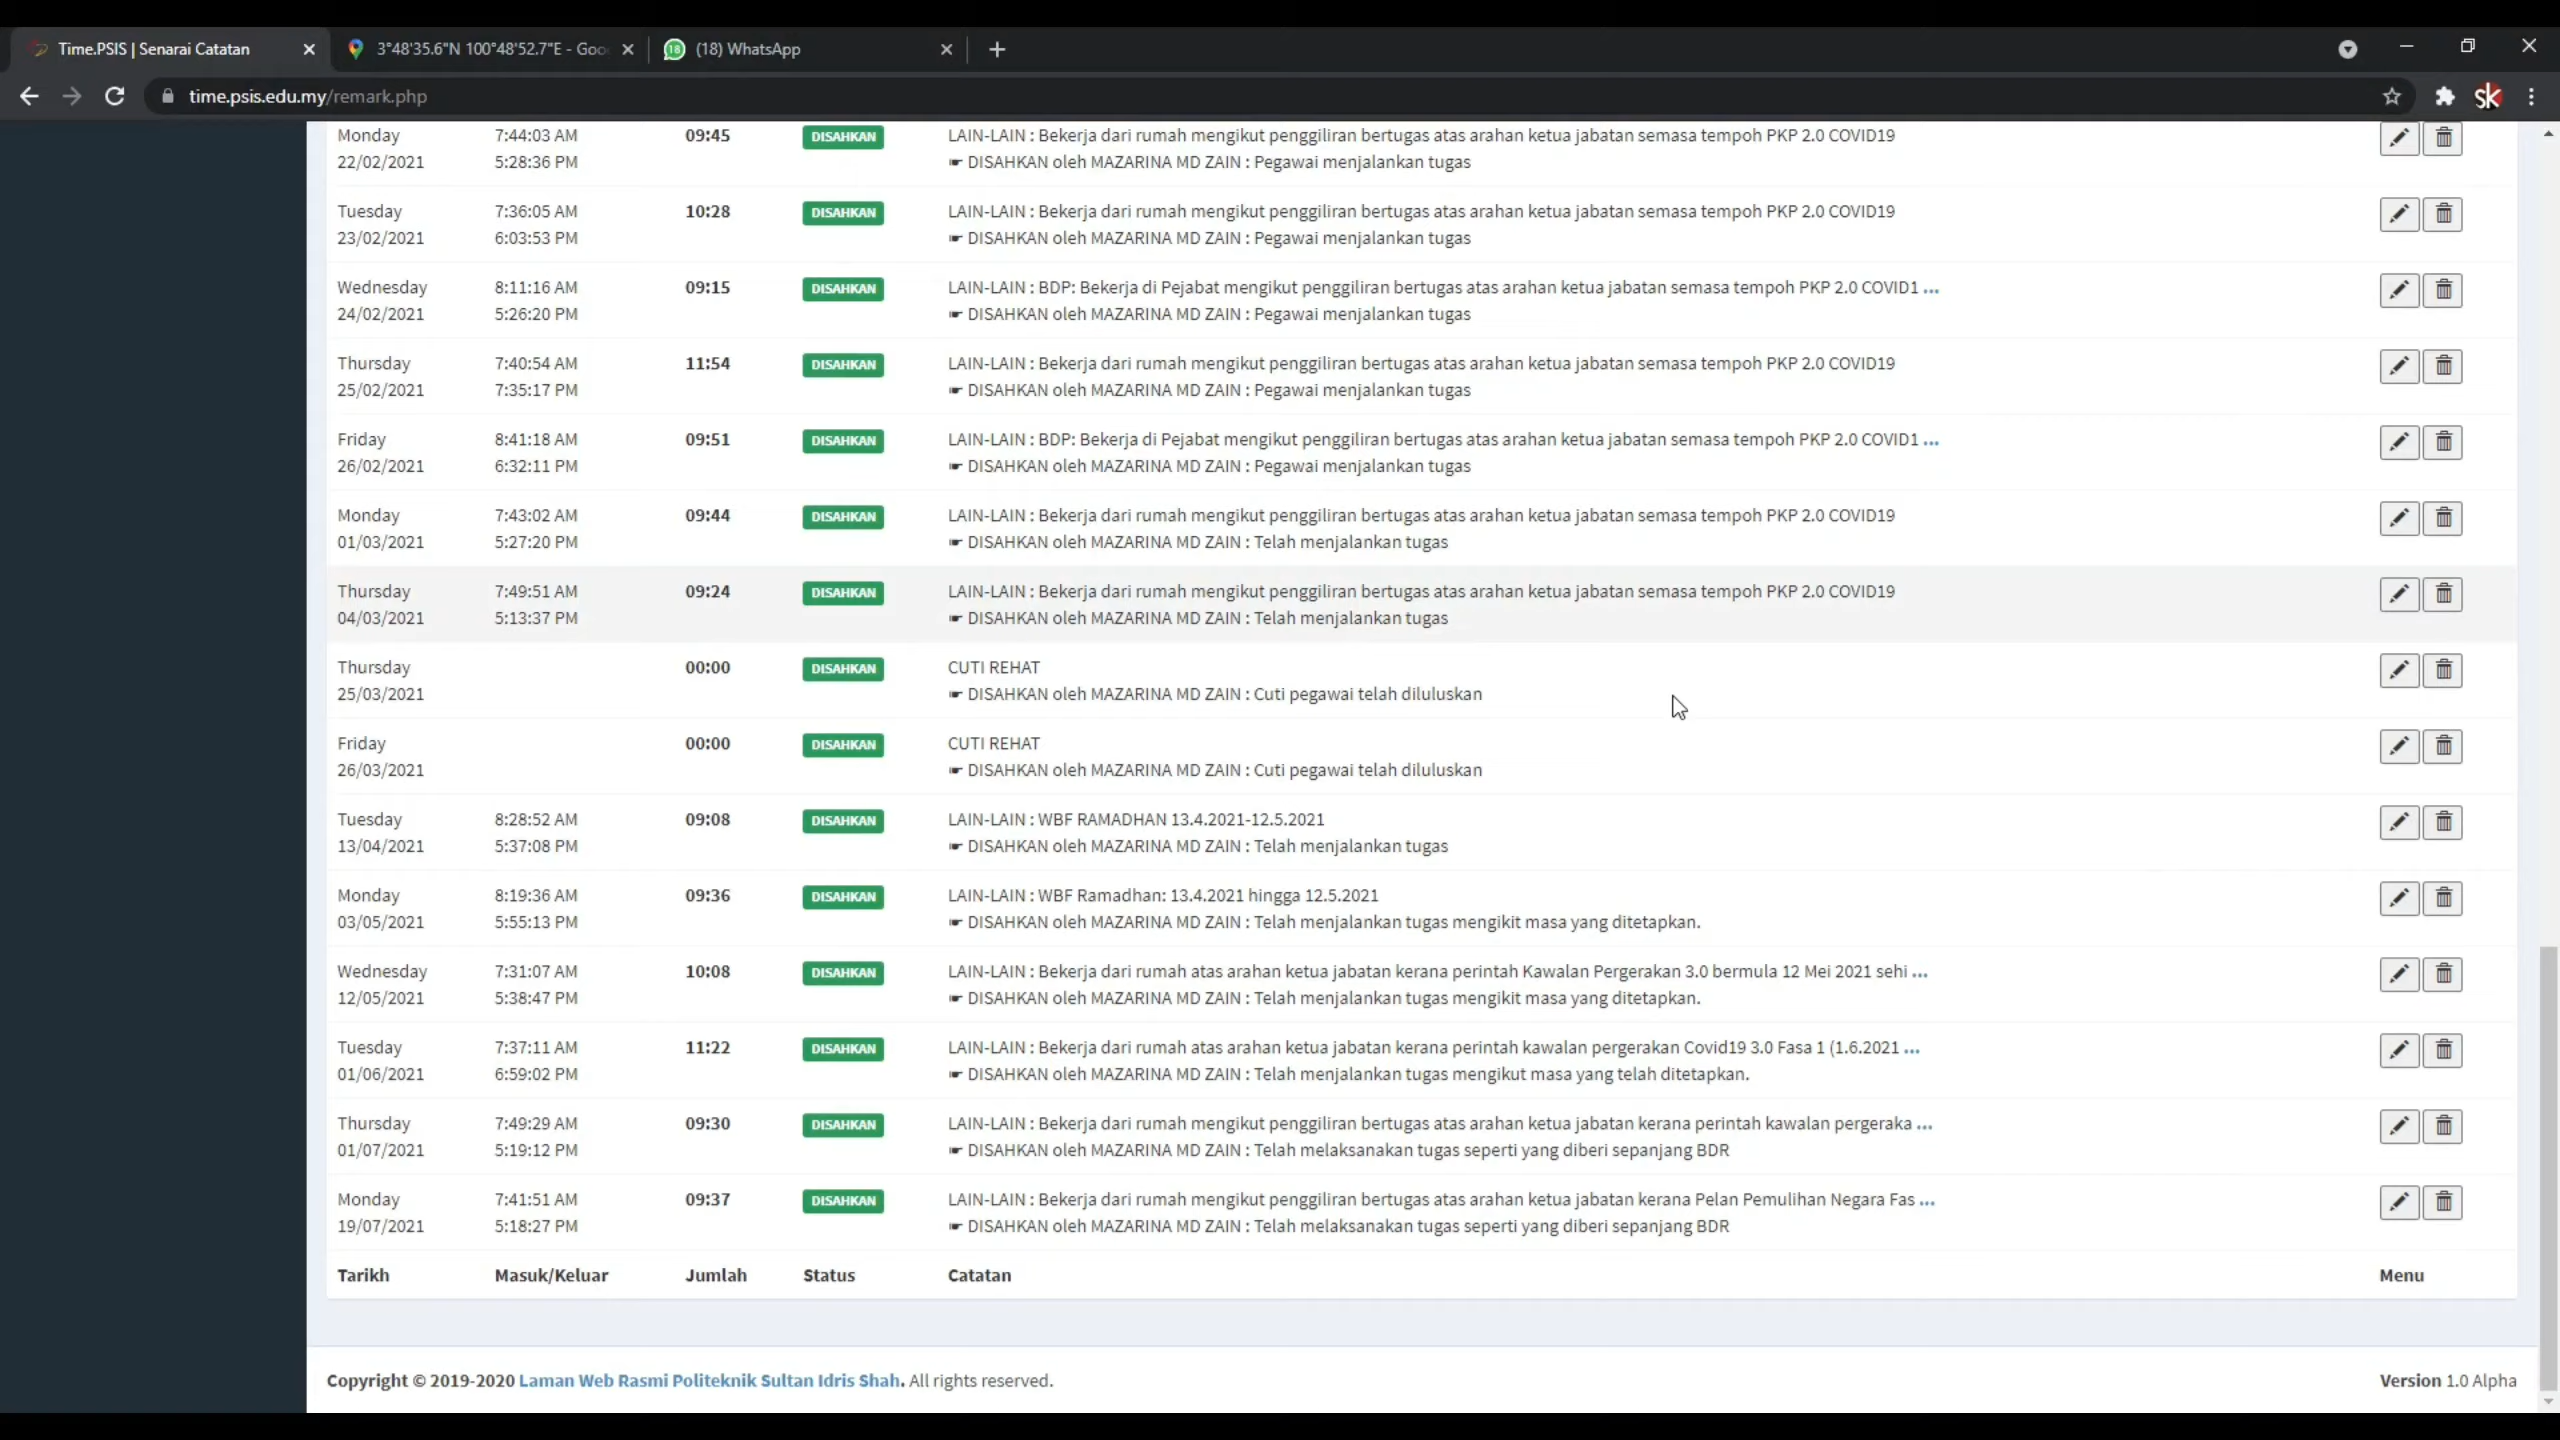 Time.PSIS | Senarai Catatan
3°48'35.6"N 100°48'52.7"E - Goo
18
(18) WhatsApp
time.psis.edu.my/remark.php
sk
Monday 7:44:03 AM 09:45 DISAHKAN LAIN-LAIN : Bekerja dari rumah mengikut penggiliran bertugas atas arahan ketua jabatan semasa tempoh PKP 2.0 COVID19
22/02/2021 5:28:36 PM ☛ DISAHKAN oleh MAZARINA MD ZAIN : Pegawai menjalankan tugas
Tuesday 7:36:05 AM 10:28 DISAHKAN LAIN-LAIN : Bekerja dari rumah mengikut penggiliran bertugas atas arahan ketua jabatan semasa tempoh PKP 2.0 COVID19
23/02/2021 6:03:53 PM ☛ DISAHKAN oleh MAZARINA MD ZAIN : Pegawai menjalankan tugas
Wednesday 8:11:16 AM 09:15 DISAHKAN LAIN-LAIN : BDP: Bekerja di Pejabat mengikut penggiliran bertugas atas arahan ketua jabatan semasa tempoh PKP 2.0 COVID1 ...
24/02/2021 5:26:20 PM ☛ DISAHKAN oleh MAZARINA MD ZAIN : Pegawai menjalankan tugas
Thursday 7:40:54 AM 11:54 DISAHKAN LAIN-LAIN : Bekerja dari rumah mengikut penggiliran bertugas atas arahan ketua jabatan semasa tempoh PKP 2.0 COVID19
25/02/2021 7:35:17 PM ☛ DISAHKAN oleh MAZARINA MD ZAIN : Pegawai menjalankan tugas
Friday 8:41:18 AM 09:51 DISAHKAN LAIN-LAIN : BDP: Bekerja di Pejabat mengikut penggiliran bertugas atas arahan ketua jabatan semasa tempoh PKP 2.0 COVID1 ...
26/02/2021 6:32:11 PM ☛ DISAHKAN oleh MAZARINA MD ZAIN : Pegawai menjalankan tugas
Monday 7:43:02 AM 09:44 DISAHKAN LAIN-LAIN : Bekerja dari rumah mengikut penggiliran bertugas atas arahan ketua jabatan semasa tempoh PKP 2.0 COVID19
01/03/2021 5:27:20 PM ☛ DISAHKAN oleh MAZARINA MD ZAIN : Telah menjalankan tugas
Thursday 7:49:51 AM 09:24 DISAHKAN LAIN-LAIN : Bekerja dari rumah mengikut penggiliran bertugas atas arahan ketua jabatan semasa tempoh PKP 2.0 COVID19
04/03/2021 5:13:37 PM ☛ DISAHKAN oleh MAZARINA MD ZAIN : Telah menjalankan tugas
Thursday 00:00 DISAHKAN CUTI REHAT
25/03/2021 ☛ DISAHKAN oleh MAZARINA MD ZAIN : Cuti pegawai telah diluluskan
Friday 00:00 DISAHKAN CUTI REHAT
26/03/2021 ☛ DISAHKAN oleh MAZARINA MD ZAIN : Cuti pegawai telah diluluskan
Tuesday 8:28:52 AM 09:08 DISAHKAN LAIN-LAIN : WBF RAMADHAN 13.4.2021-12.5.2021
13/04/2021 5:37:08 PM ☛ DISAHKAN oleh MAZARINA MD ZAIN : Telah menjalankan tugas
Monday 8:19:36 AM 09:36 DISAHKAN LAIN-LAIN : WBF Ramadhan: 13.4.2021 hingga 12.5.2021
03/05/2021 5:55:13 PM ☛ DISAHKAN oleh MAZARINA MD ZAIN : Telah menjalankan tugas mengikit masa yang ditetapkan.
Wednesday 7:31:07 AM 10:08 DISAHKAN LAIN-LAIN : Bekerja dari rumah atas arahan ketua jabatan kerana perintah Kawalan Pergerakan 3.0 bermula 12 Mei 2021 sehi ...
12/05/2021 5:38:47 PM ☛ DISAHKAN oleh MAZARINA MD ZAIN : Telah menjalankan tugas mengikit masa yang ditetapkan.
Tuesday 7:37:11 AM 11:22 DISAHKAN LAIN-LAIN : Bekerja dari rumah atas arahan ketua jabatan kerana perintah kawalan pergerakan Covid19 3.0 Fasa 1 (1.6.2021 ...
01/06/2021 6:59:02 PM ☛ DISAHKAN oleh MAZARINA MD ZAIN : Telah menjalankan tugas mengikut masa yang telah ditetapkan.
Thursday 7:49:29 AM 09:30 DISAHKAN LAIN-LAIN : Bekerja dari rumah mengikut penggiliran bertugas atas arahan ketua jabatan kerana perintah kawalan pergeraka ...
01/07/2021 5:19:12 PM ☛ DISAHKAN oleh MAZARINA MD ZAIN : Telah melaksanakan tugas seperti yang diberi sepanjang BDR
Monday 7:41:51 AM 09:37 DISAHKAN LAIN-LAIN : Bekerja dari rumah mengikut penggiliran bertugas atas arahan ketua jabatan kerana Pelan Pemulihan Negara Fas ...
19/07/2021 5:18:27 PM ☛ DISAHKAN oleh MAZARINA MD ZAIN : Telah melaksanakan tugas seperti yang diberi sepanjang BDR
Tarikh Masuk/Keluar Jumlah Status Catatan Menu
Copyright © 2019-2020 Laman Web Rasmi Politeknik Sultan Idris Shah. All rights reserved. Version 1.0 Alpha